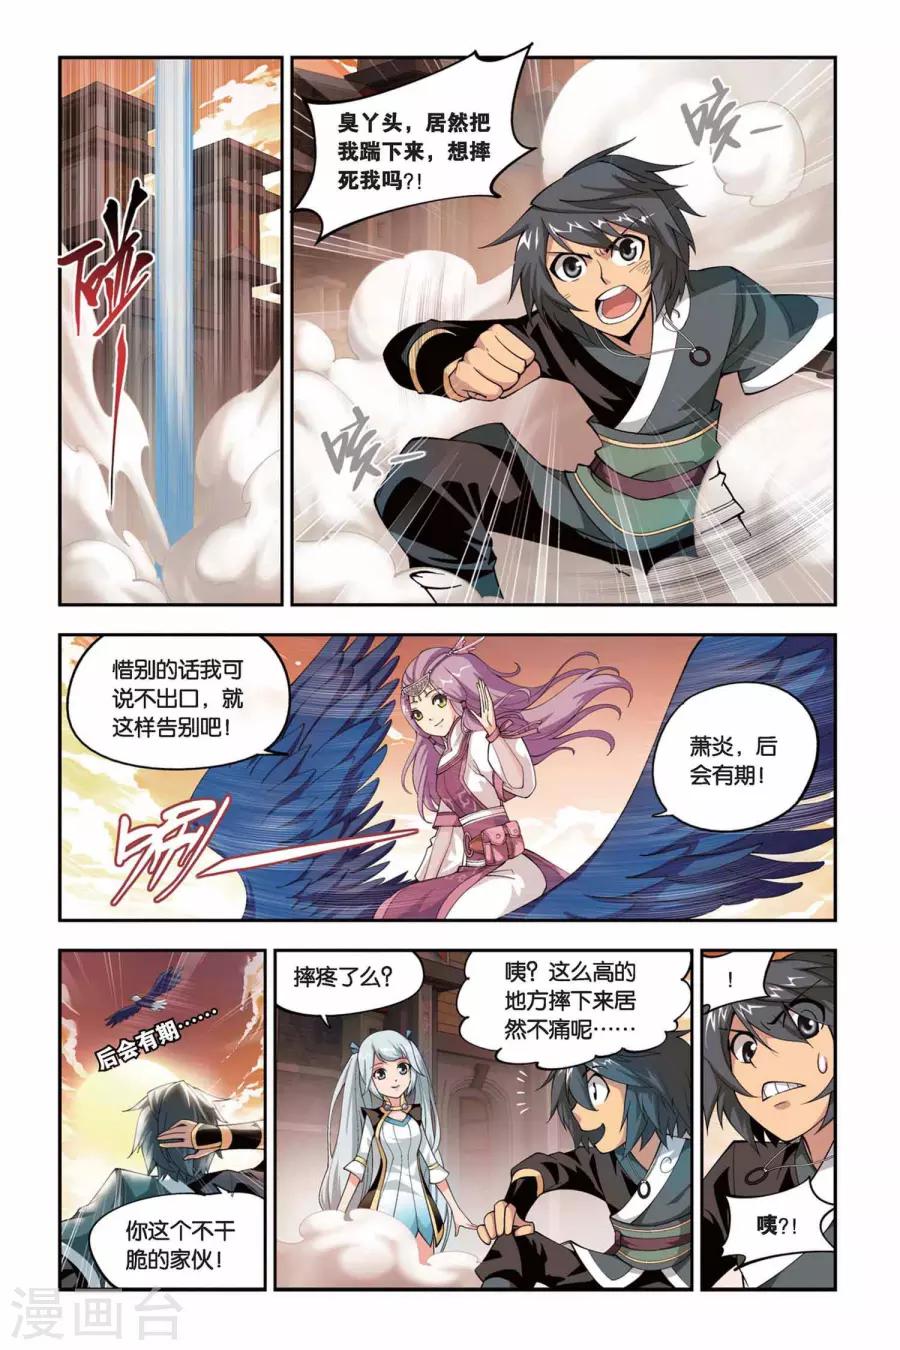 碰
臭丫头，居然把
我踹下来，想摔
死我吗?!
咳
咳
惜别的话我可
说不出口，就
这样告别吧！
唰
萧炎，后
会有期！
后会有期……
你这个不干
脆的家伙！
摔疼了么？
咦？这么高的
地方摔下来居
然不痛呢……
！
咦?!
漫画台